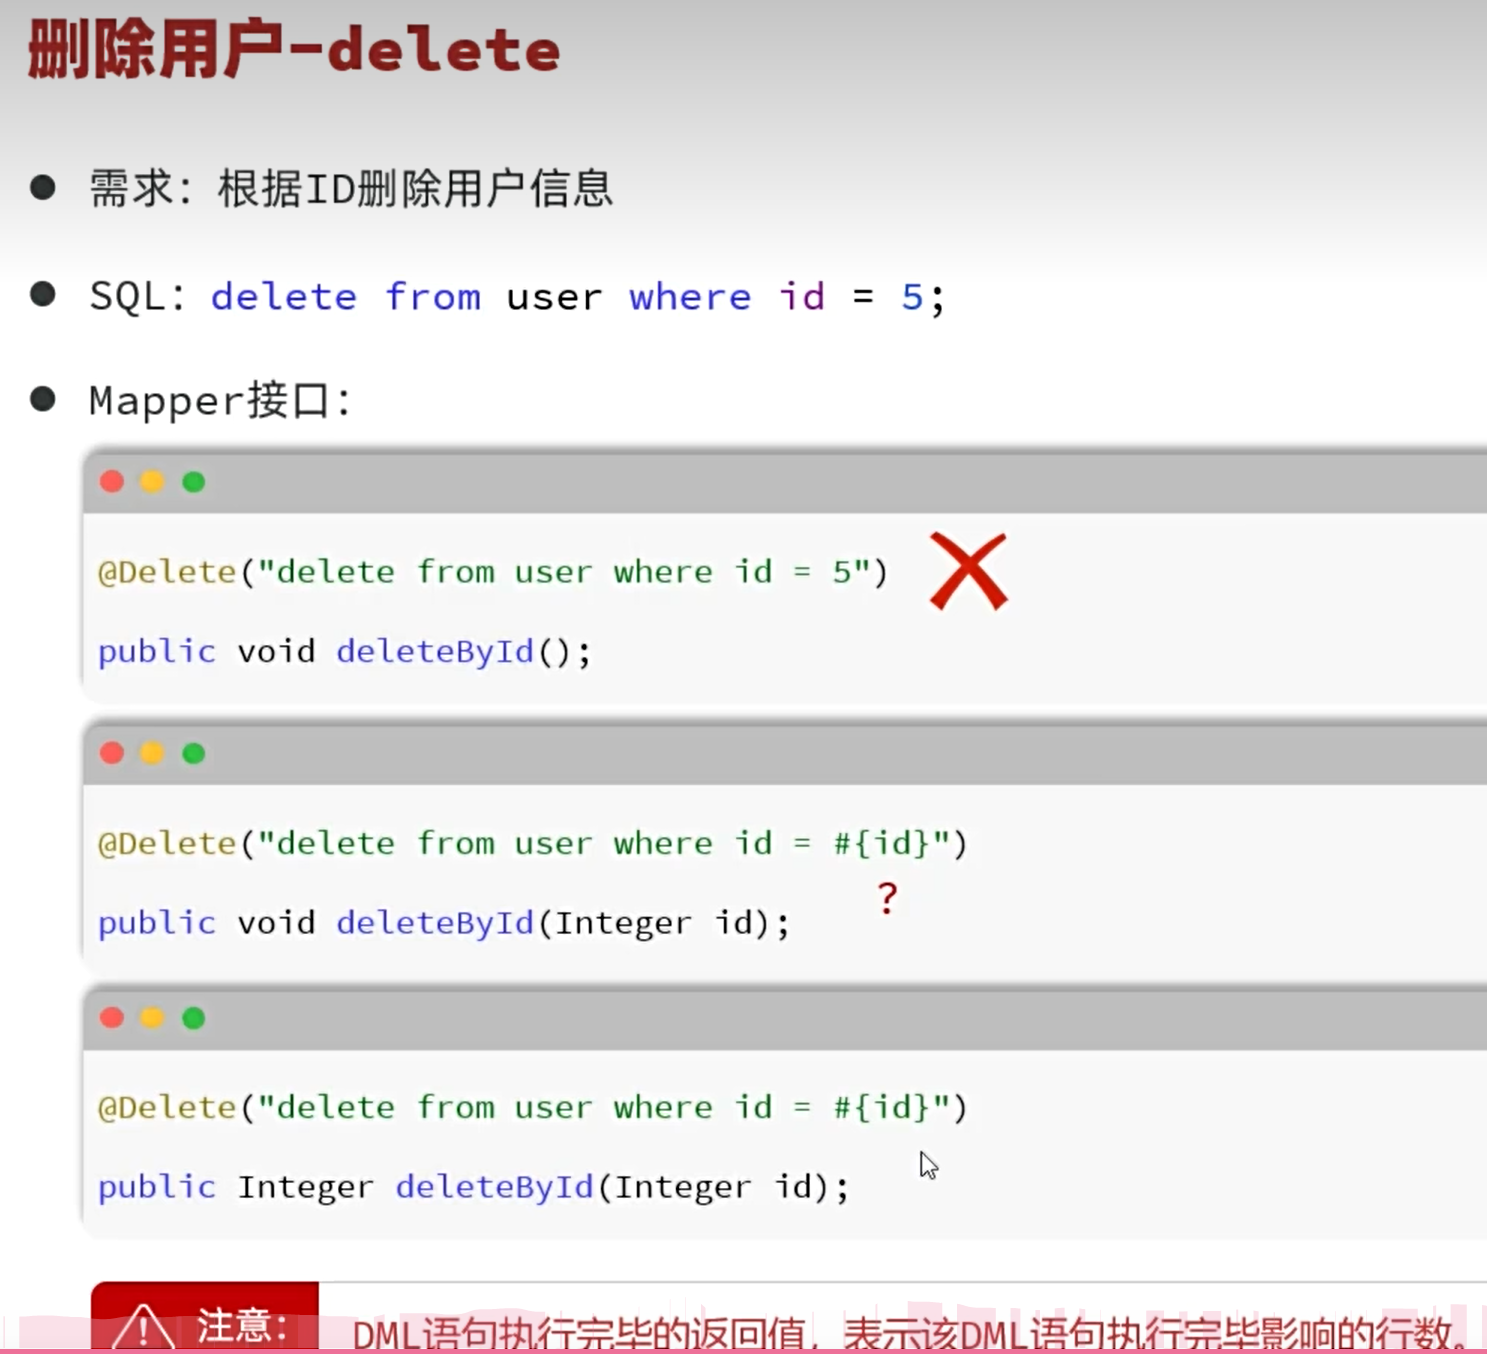 删除用户-delete
需求：根据ID删除用户信息
SQL：delete from user where id = 5;
Mapper接口：
@Delete("delete from user where id = 5")
public void deleteById();
@Delete("delete from user where id = #{id}")
?
public void deleteById(Integer id);
@Delete("delete from user where id = #{id}")
public Integer deleteById(Integer id);
注意：
DML语句执行完毕的返回值，表示该DML语句执行完毕影响的行数。